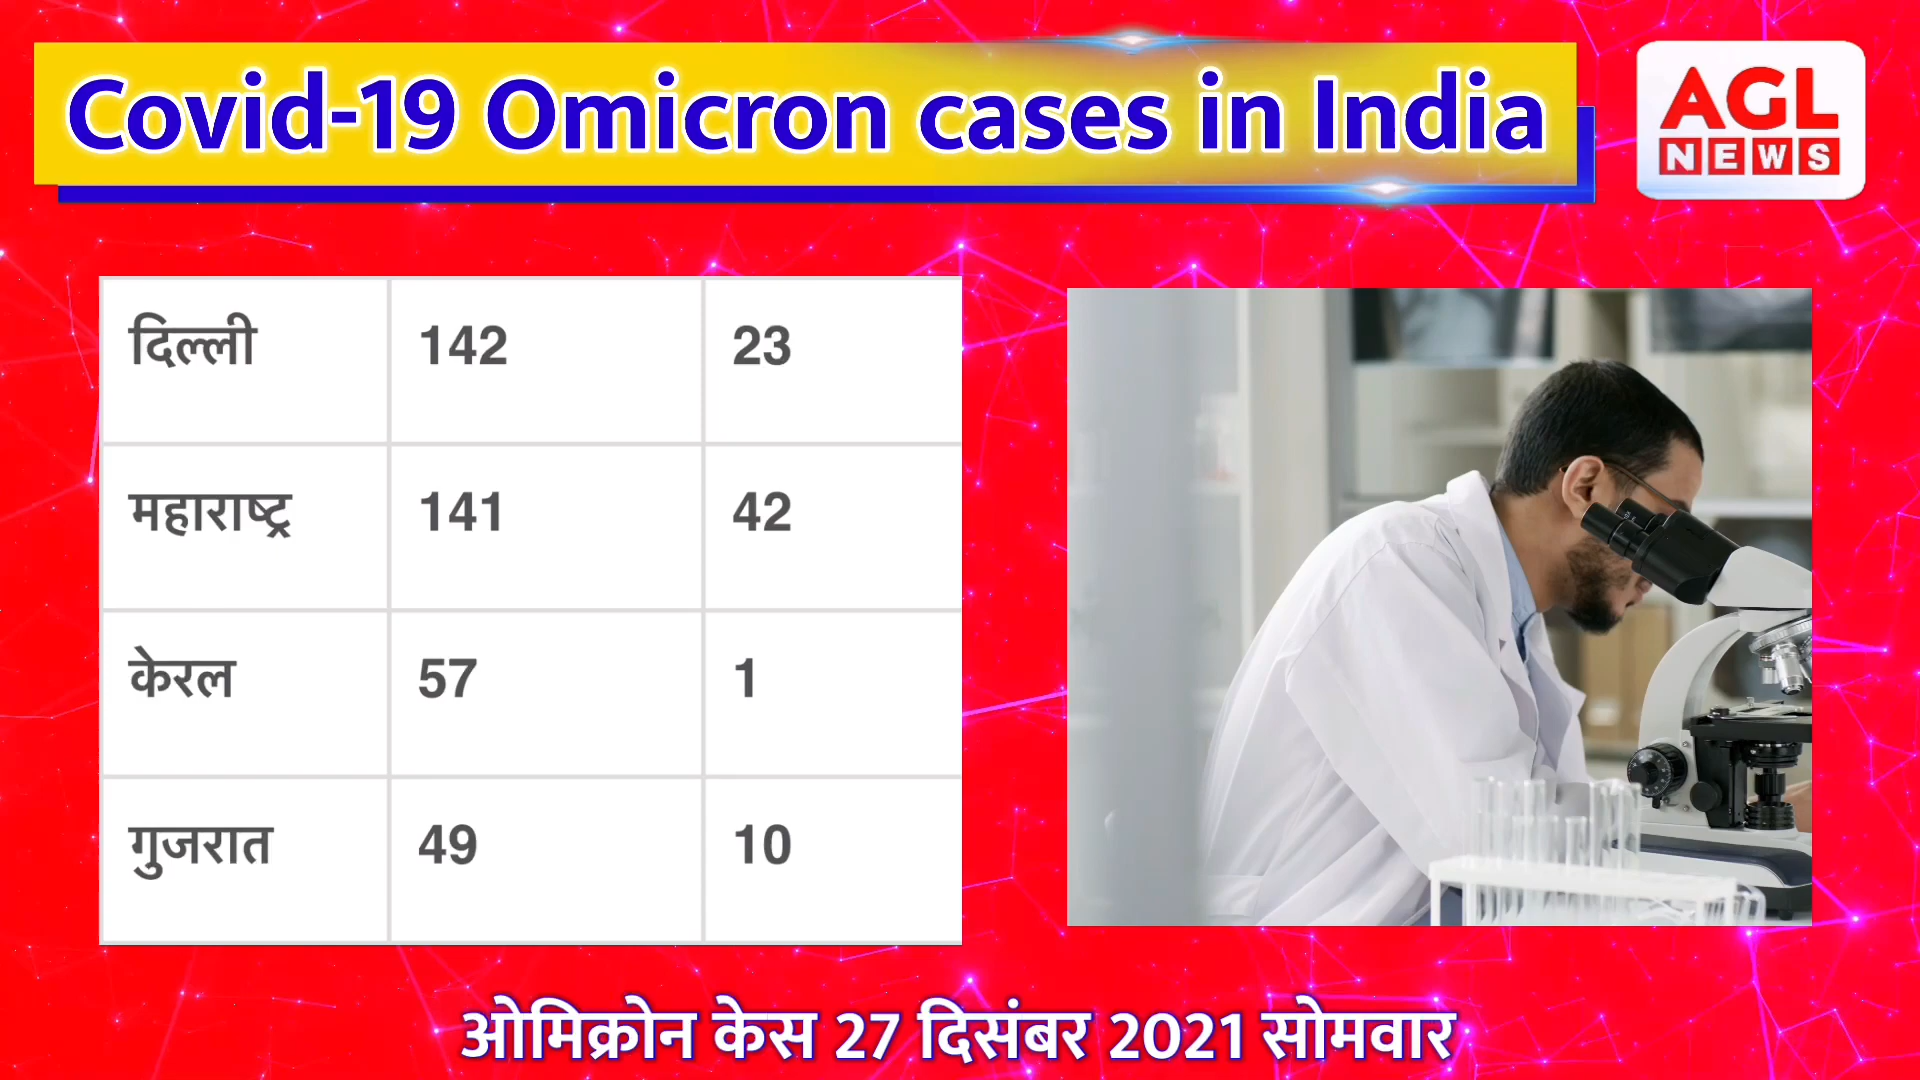 Covid-19 Omicron cases in India
AGL
NEWS
दिल्ली 142 23
महाराष्ट्र 141 42
केरल 57 1
गुजरात 49 10
ओमिक्रोन केस 27 दिसंबर 2021 सोमवार